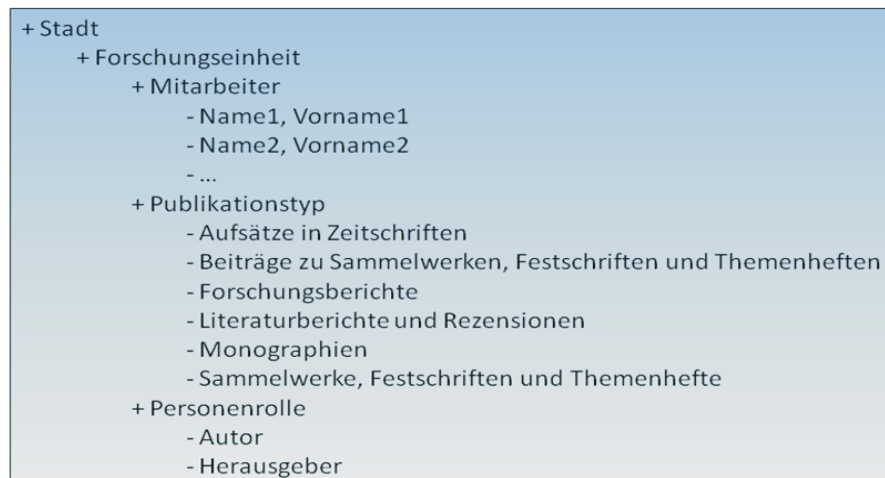 + Stadt
+ Forschungseinheit
+ Mitarbeiter
- Name1, Vorname1
- Name2, Vorname2
- ...
+ Publikationstyp
- Aufsätze in Zeitschriften
- Beiträge zu Sammelwerken, Festschriften und Themenheften
- Forschungsberichte
- Literaturberichte und Rezensionen
- Monographien
- Sammelwerke, Festschriften und Themenhefte
+ Personenrolle
- Autor
- Herausgeber